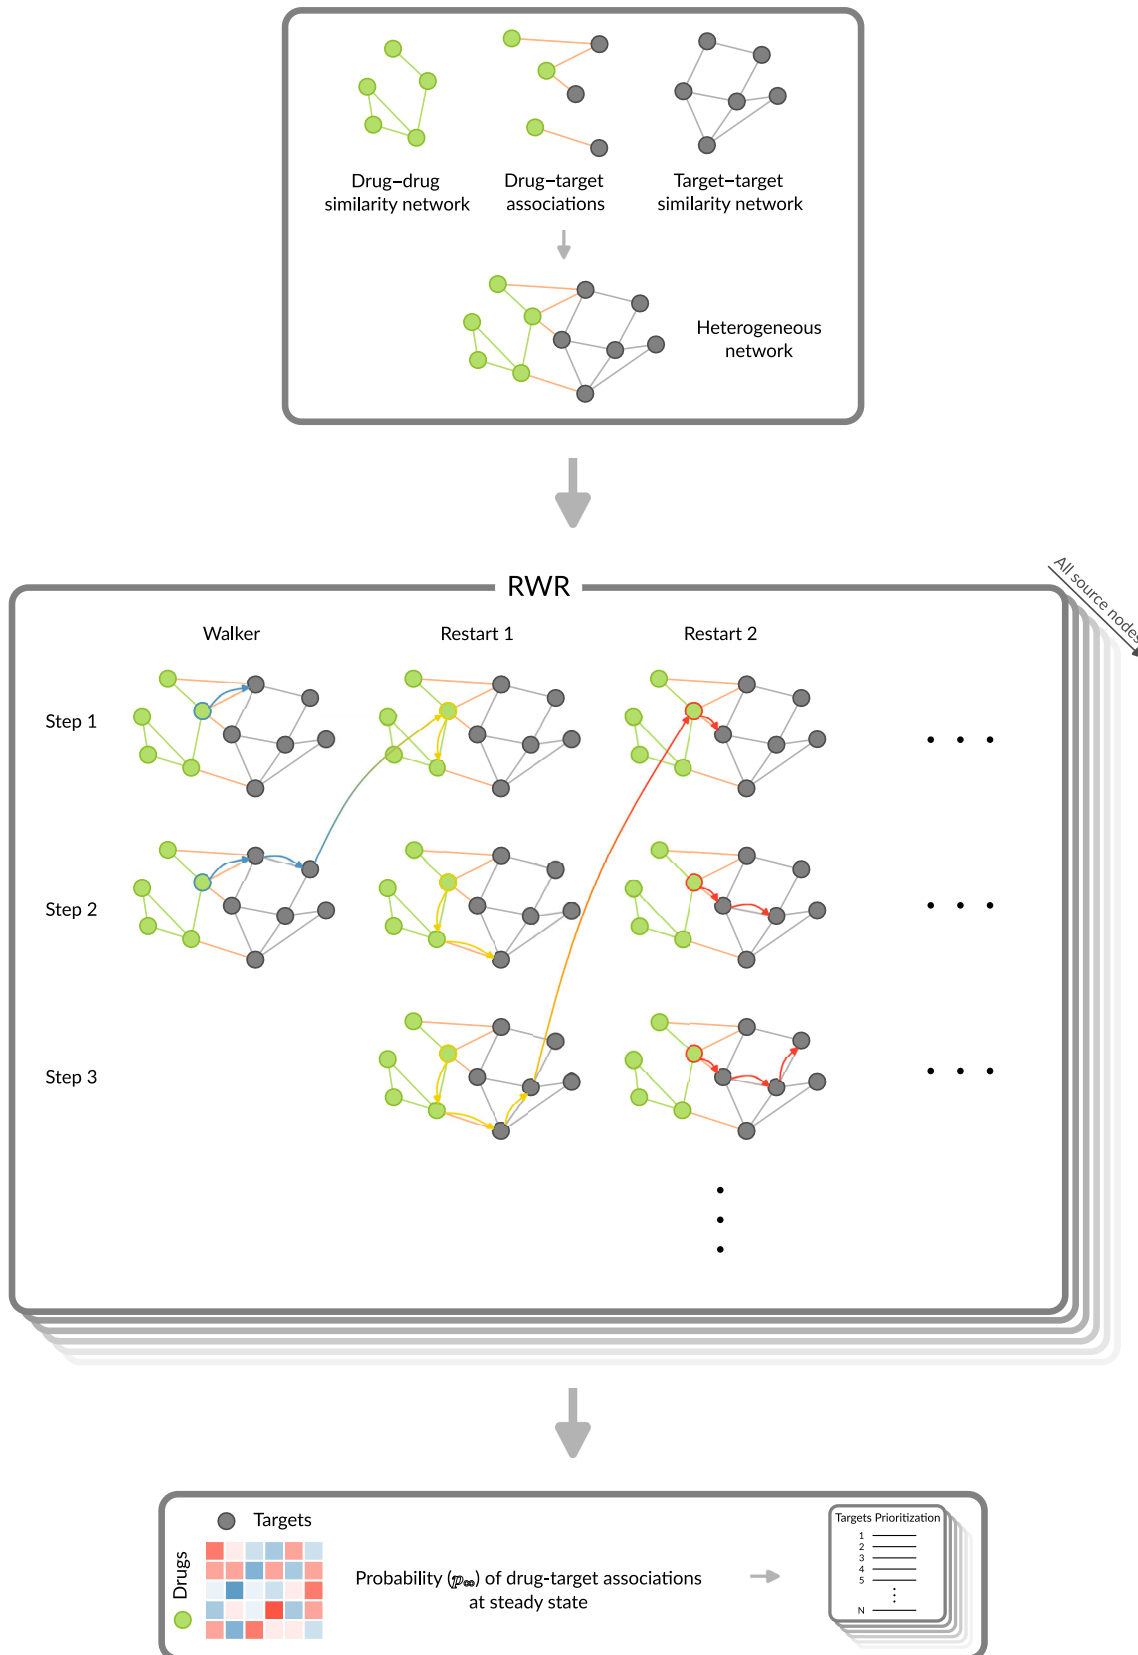 Drug–drug
similarity network
Drug–target
associations
Target–target
similarity network
Heterogeneous
network
All source nodes
RWR
Walker
Restart 1
Restart 2
Step 1
Step 2
Step 3
Targets
Drugs
Probability (p∞) of drug-target associations
at steady state
Targets Prioritization
1
2
3
4
5
N